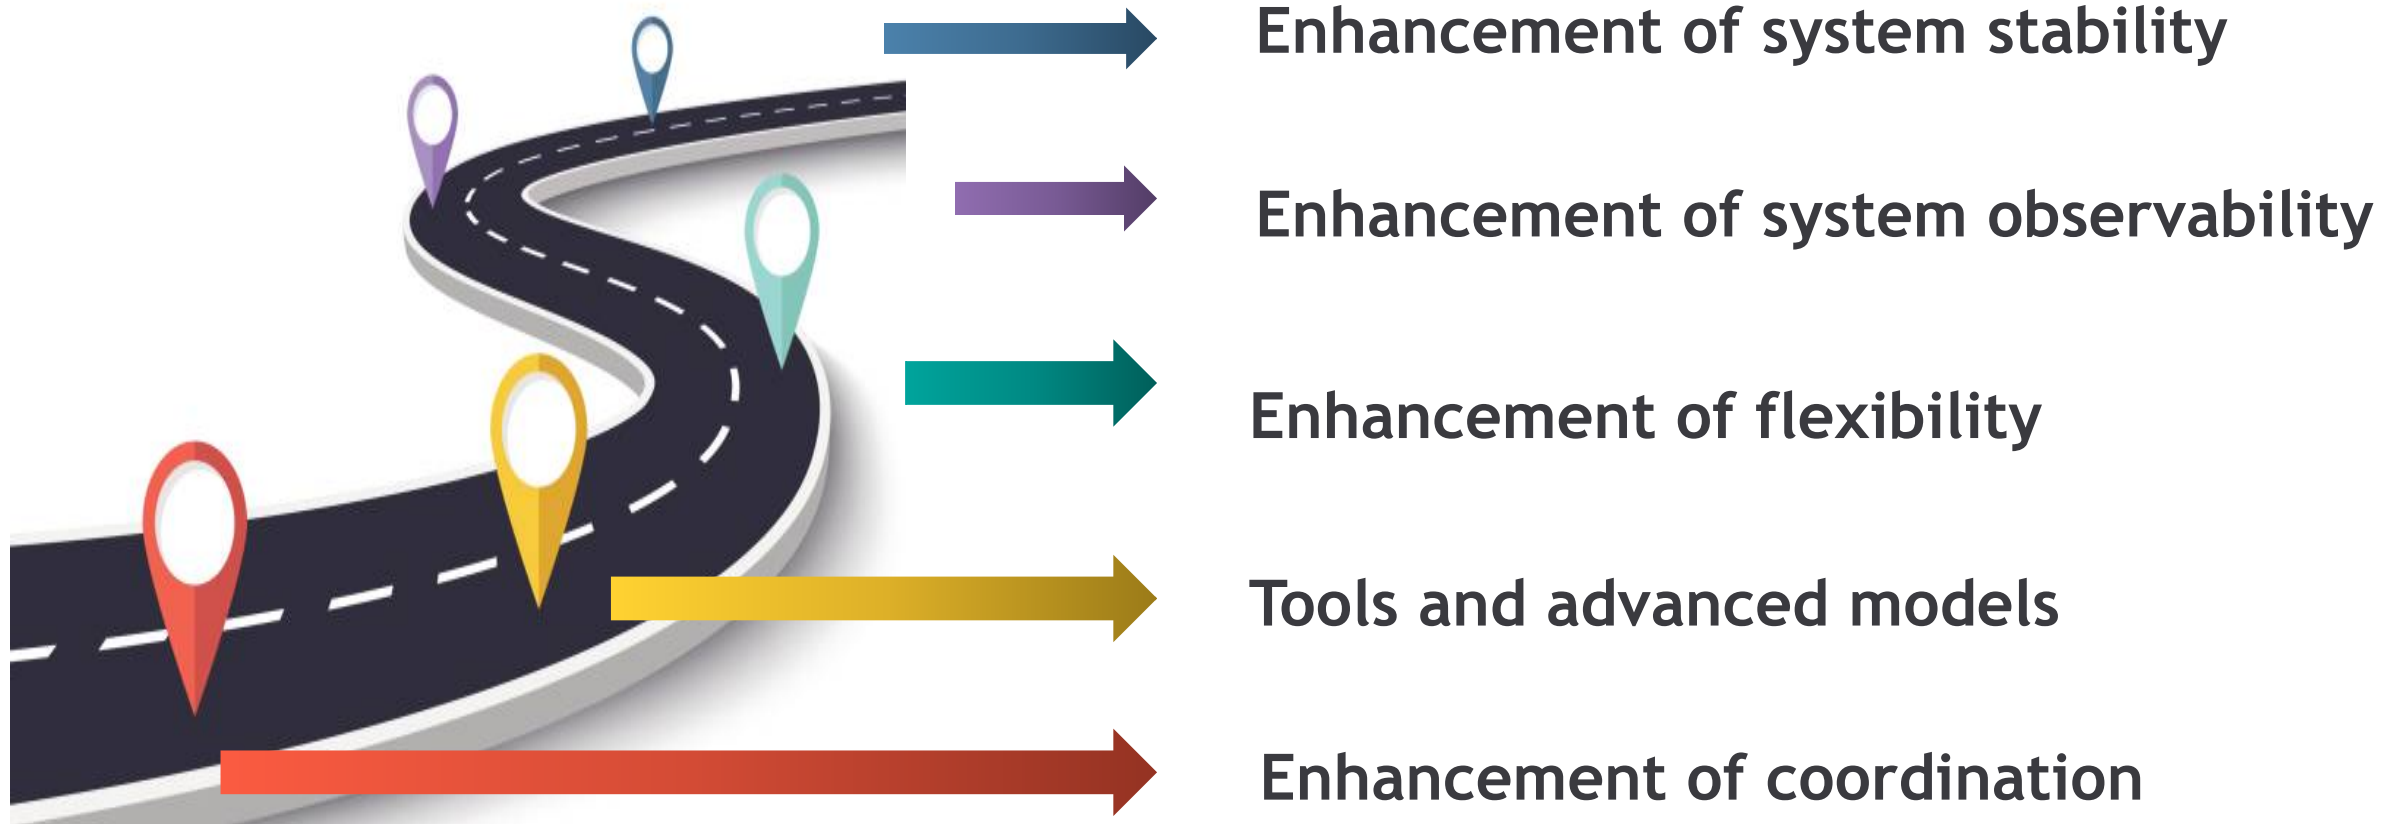 Enhancement of system stability
Enhancement of system observability
Enhancement of flexibility
Tools and advanced models
Enhancement of coordination